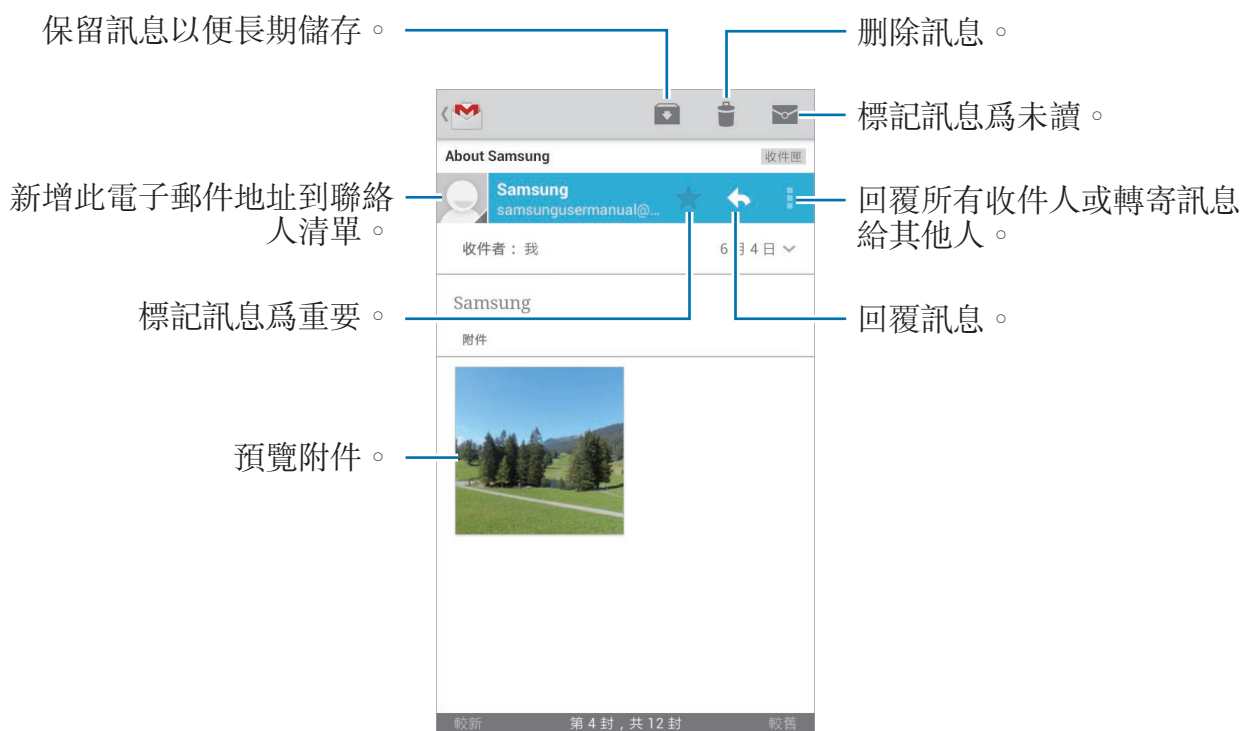 保留訊息以便長期儲存。
刪除訊息。
標記訊息爲未讀。
About Samsung
收件匣
新增此電子郵件地址到聯絡
人清單。
Samsung
samsungusermanual@...
回覆所有收件人或轉寄訊息
給其他人。
收件者：我
6 月 4 日
標記訊息爲重要。
Samsung
回覆訊息。
附件
預覽附件。
較新
第 4 封，共 12 封
較舊